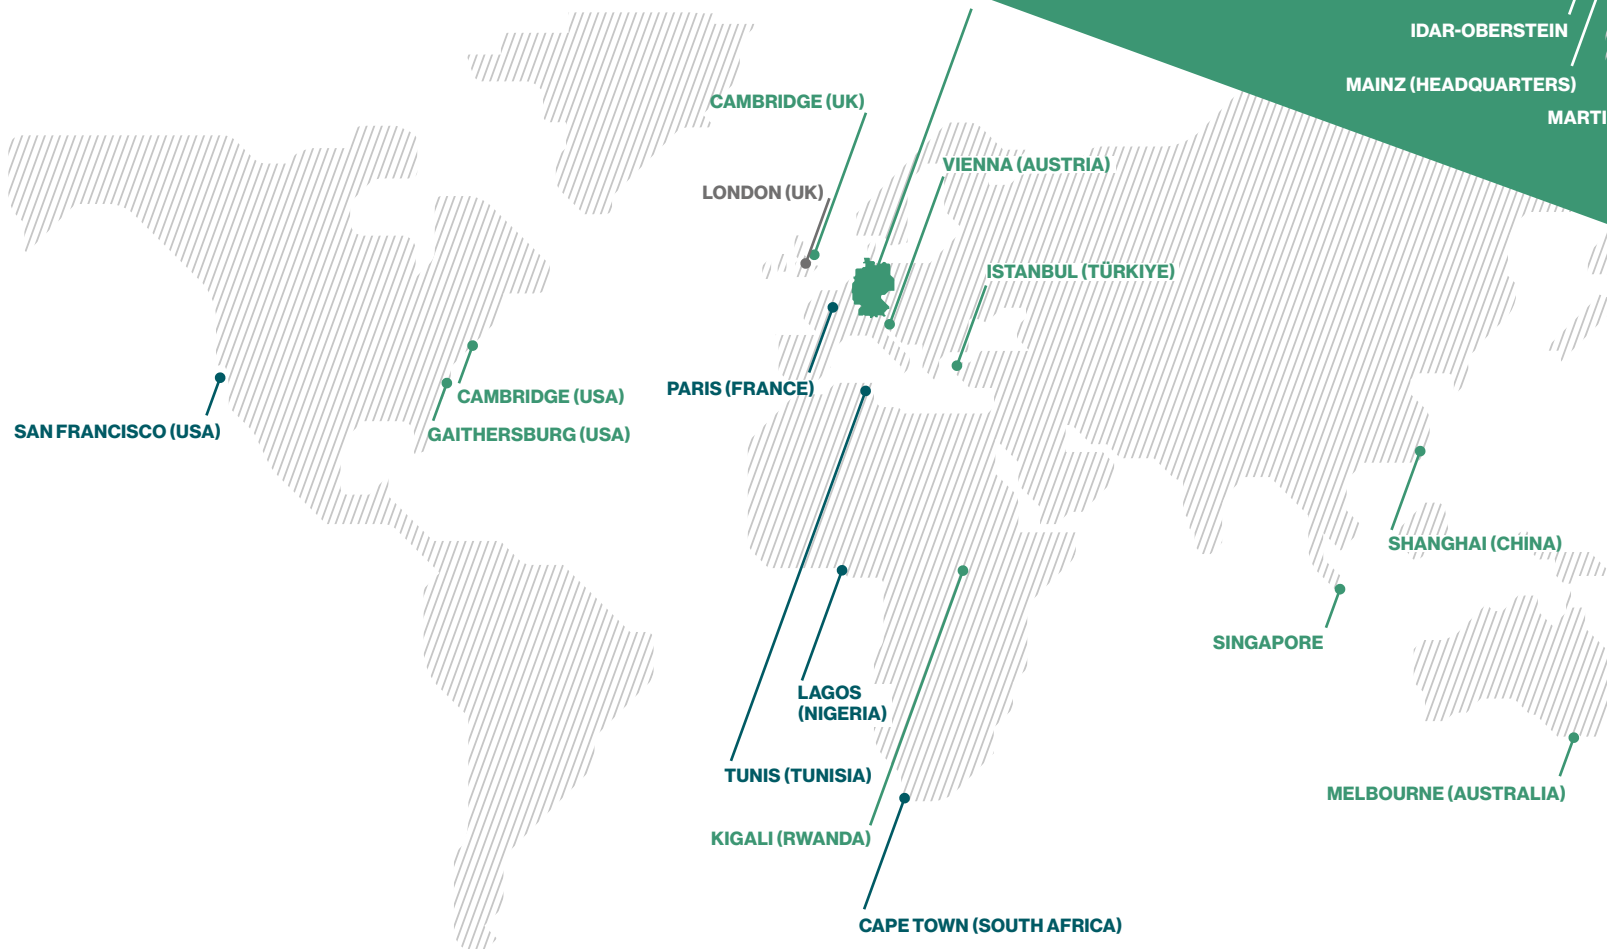 IDAR-OBERSTEIN
MAINZ (HEADQUARTERS)
MARTI
CAMBRIDGE (UK)
VIENNA (AUSTRIA)
LONDON (UK)
ISTANBUL (TÜRKIYE)
PARIS (FRANCE)
CAMBRIDGE (USA)
SAN FRANCISCO (USA)
GAITHERSBURG (USA)
SHANGHAI (CHINA)
SINGAPORE
LAGOS
(NIGERIA)
TUNIS (TUNISIA)
MELBOURNE (AUSTRALIA)
KIGALI (RWANDA)
CAPE TOWN (SOUTH AFRICA)